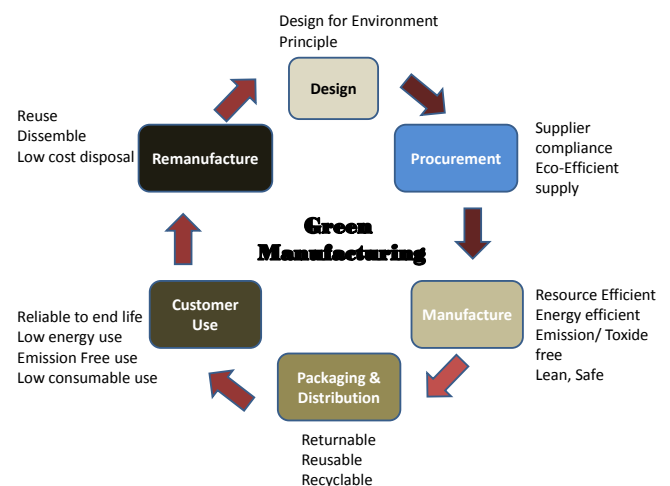 Design for Environment
Principle
Design
Reuse
Dissemble
Low cost disposal
Remanufacture
Procurement
Supplier
compliance
Eco-Efficient
supply
Green
Manufacturing
Customer
Use
Reliable to end life
Low energy use
Emission Free use
Low consumable use
Manufacture
Resource Efficient
Energy efficient
Emission/ Toxide
free
Lean, Safe
Packaging &
Distribution
Returnable
Reusable
Recyclable